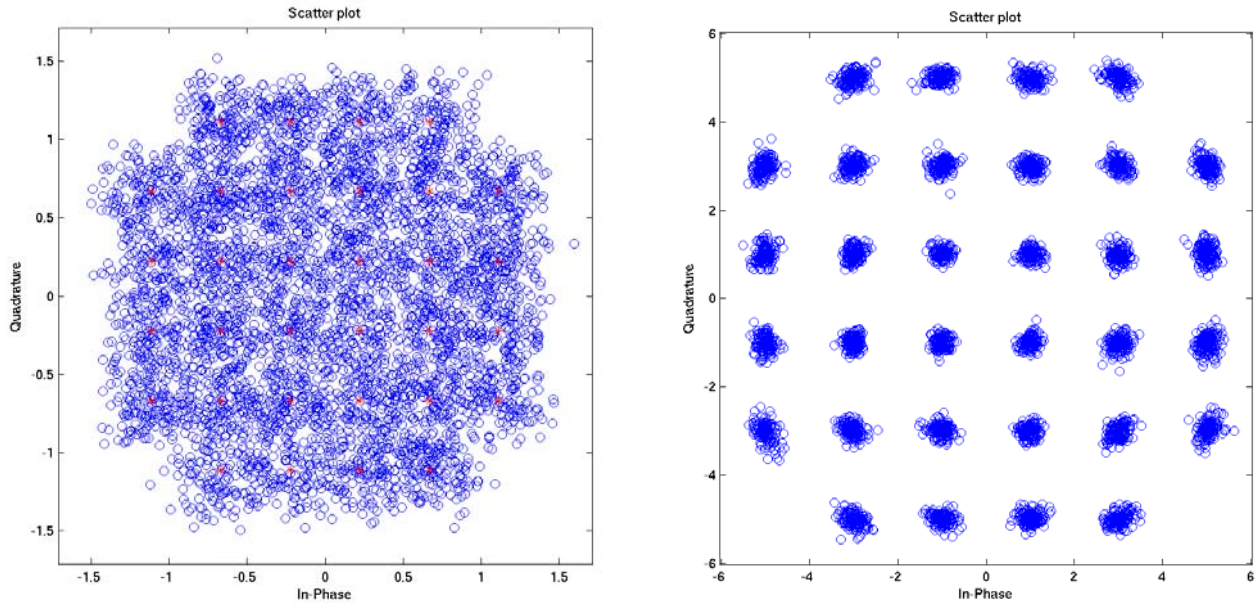 Scatter plot
1.5
1
0.5
0
-0.5
-1
-1.5
Quadrature
-1.5 -1 -0.5 0 0.5 1 1.5
In-Phase
Scatter plot
6
4
2
0
-2
-4
-6
Quadrature
-6 -4 -2 0 2 4 6
In-Phase